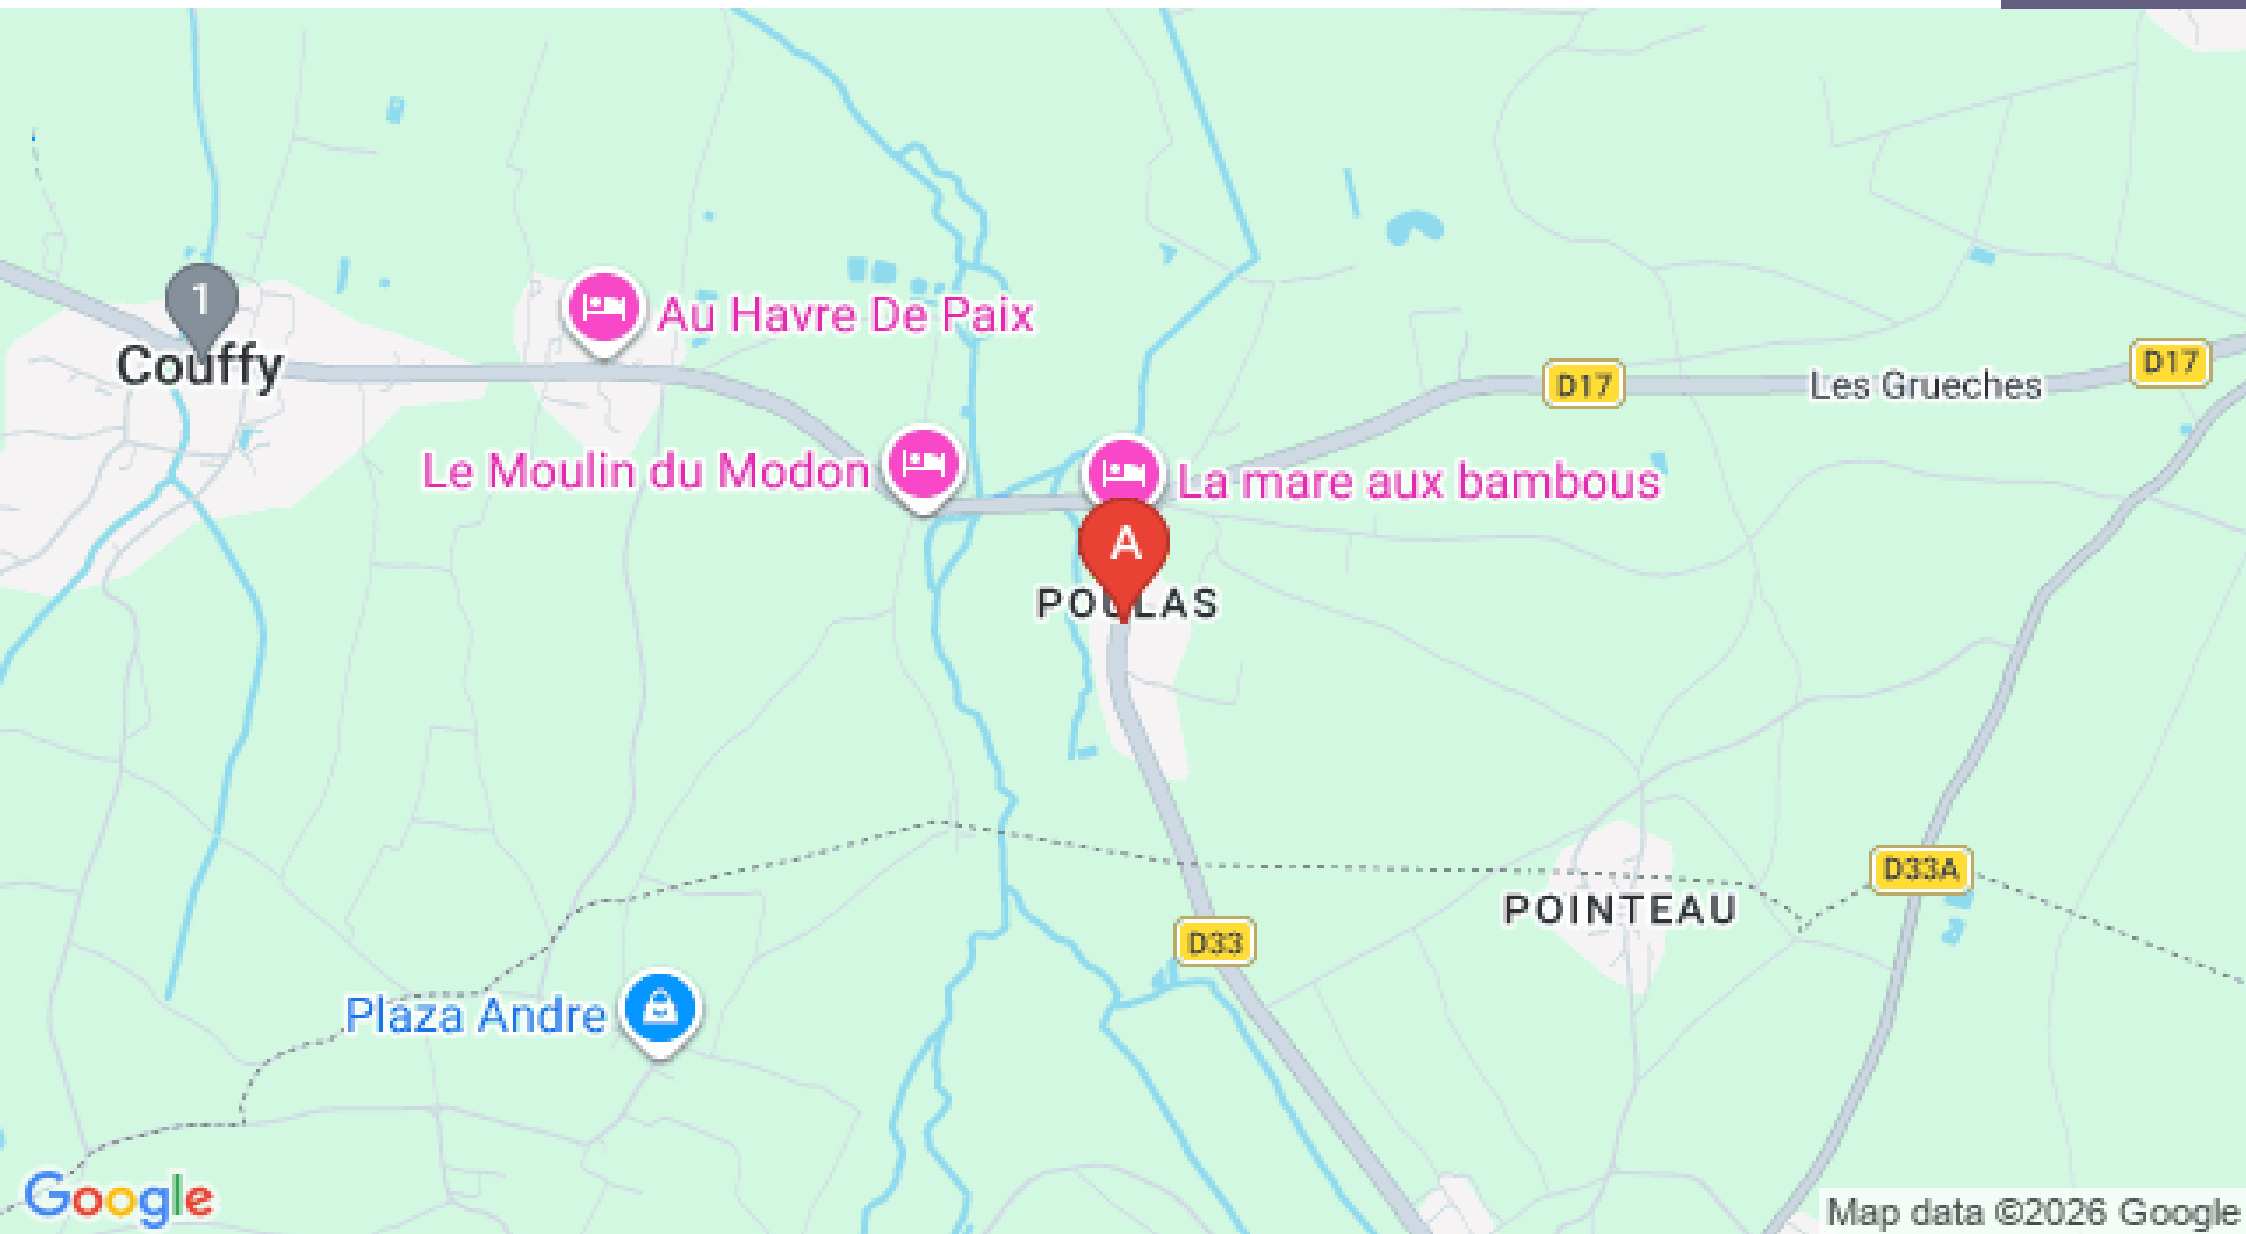 1
Couffy
Au Havre De Paix
D17
D17
Les Grueches
Le Moulin du Modon
La mare aux bambous
A
POULAS
D33A
POINTEAU
D33
Plaza Andre
Google
Map data ©2026 Google